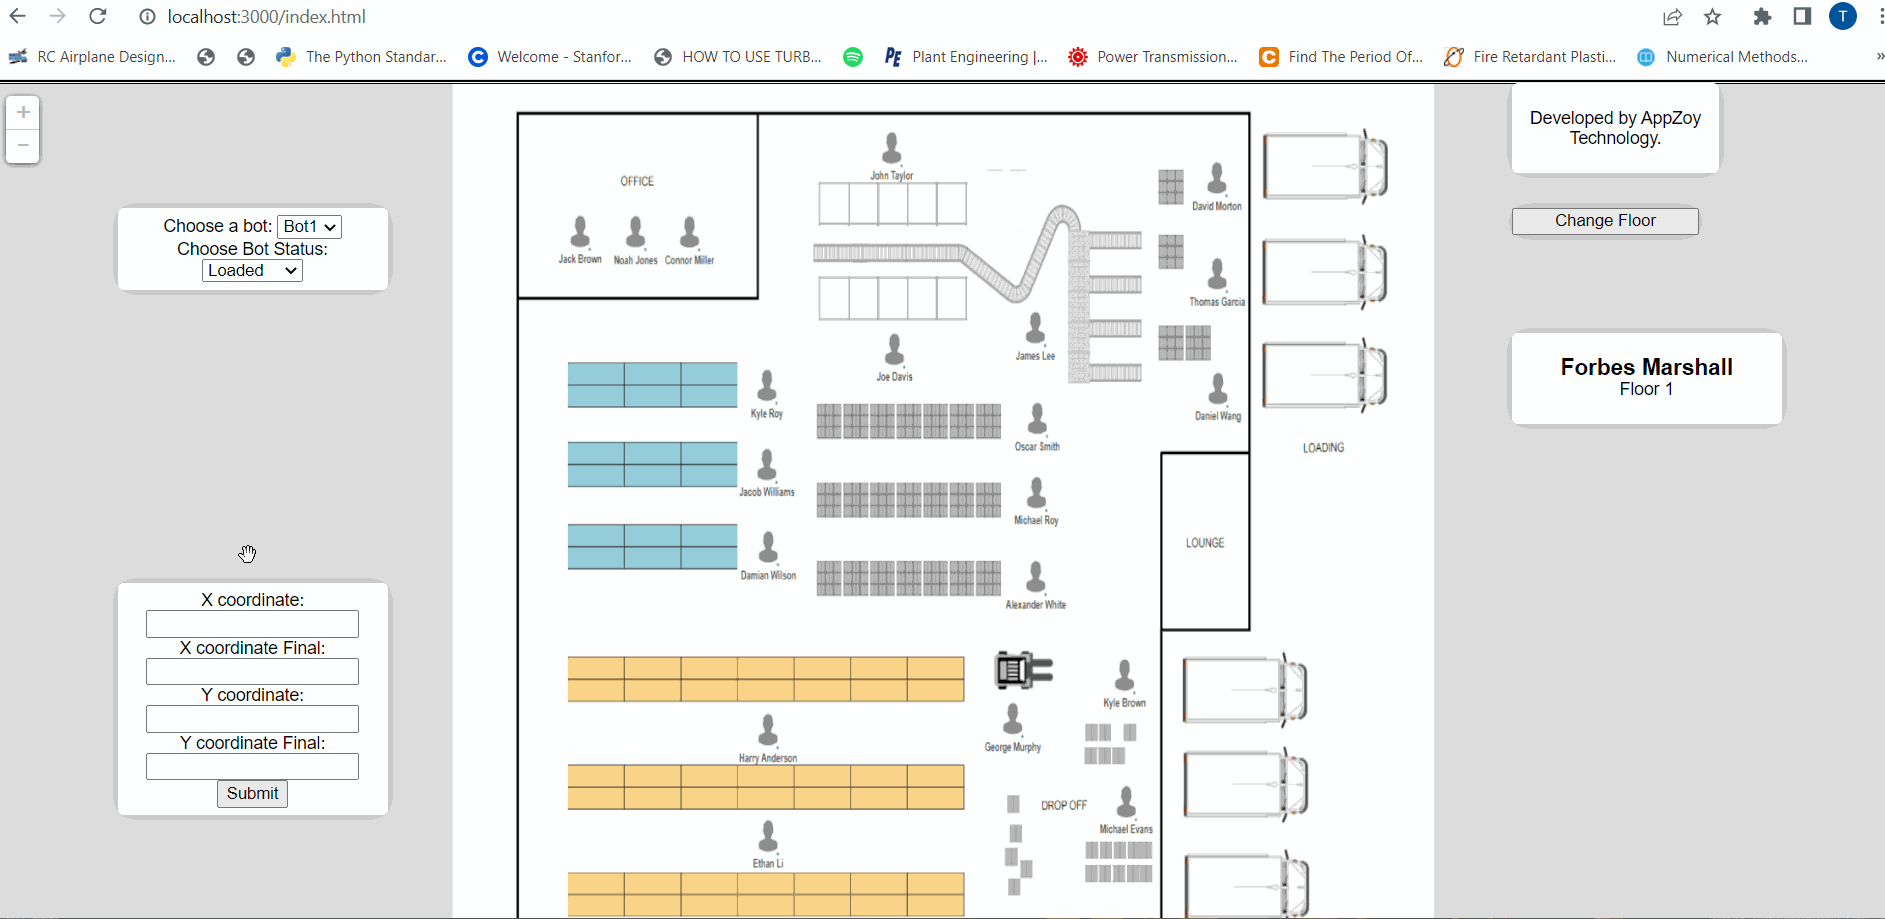 localhost:3000/index.html
T
RC Airplane Design...
The Python Standar...
Welcome - Stanfor...
HOW TO USE TURB...
PE
Plant Engineering |...
Power Transmission...
Find The Period Of...
Fire Retardant Plasti...
Numerical Methods...
»
+
−
Choose a bot: Bot1
Choose Bot Status:
Loaded
X coordinate:
X coordinate Final:
Y coordinate:
Y coordinate Final:
Submit
OFFICE
Jack Brown
Noah Jones
Connor Miller
John Taylor
David Morton
Thomas Garcia
James Lee
Joe Davis
Daniel Wang
Kyle Roy
Oscar Smith
LOADING
Jacob Williams
Michael Roy
LOUNGE
Damian Wilson
Alexander White
Kyle Brown
George Murphy
Harry Anderson
DROP OFF
Michael Evans
Ethan Li
Developed by AppZoy
Technology.
Change Floor
Forbes Marshall
Floor 1